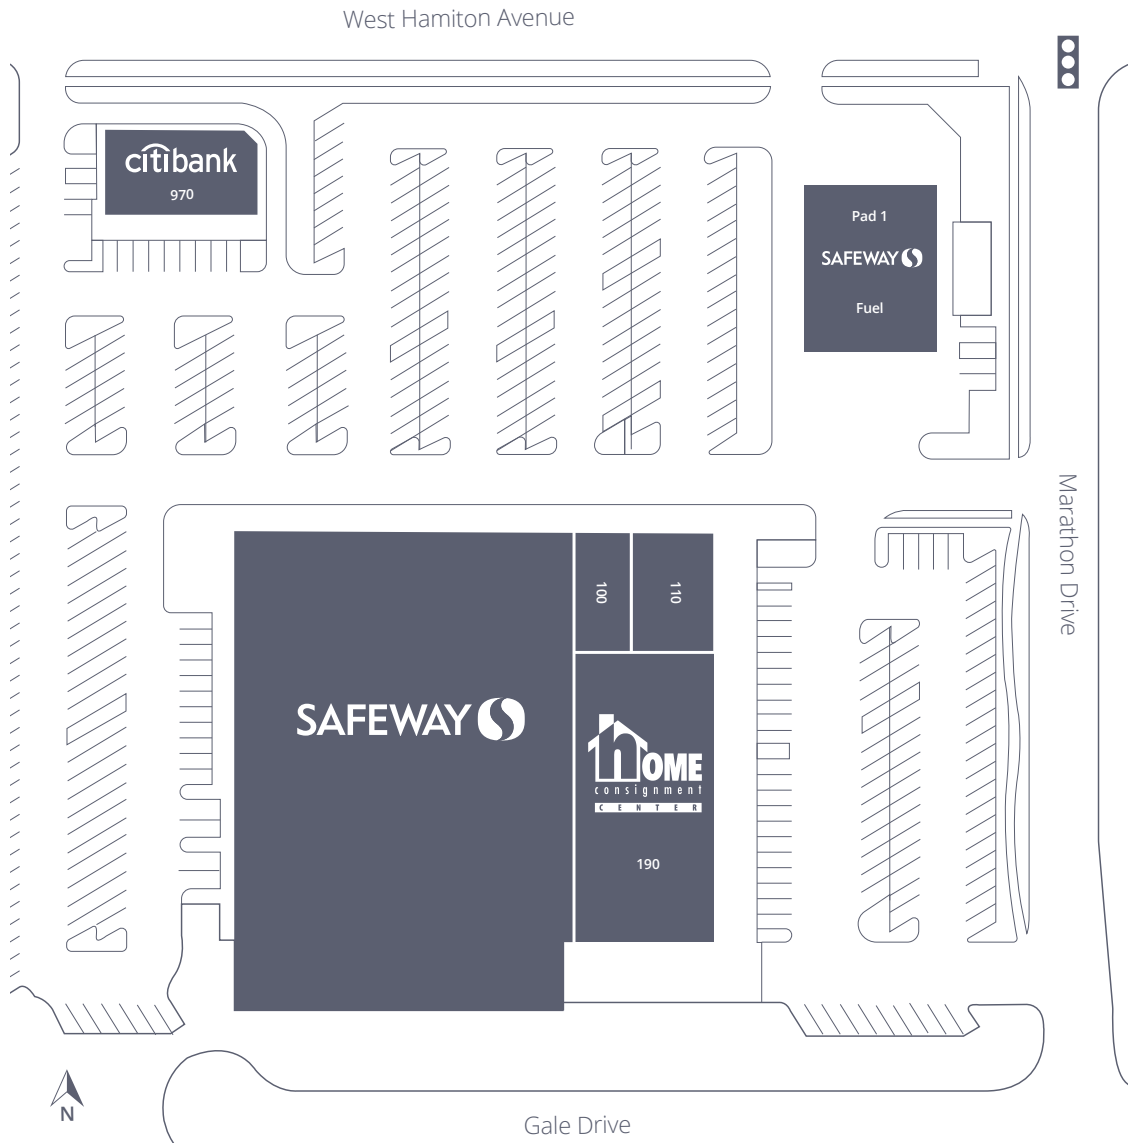 West Hamiton Avenue
citibank
970
Pad 1
SAFEWAY
Fuel
Marathon Drive
100
110
SAFEWAY
home
consignment
CENTER
190
N
Gale Drive